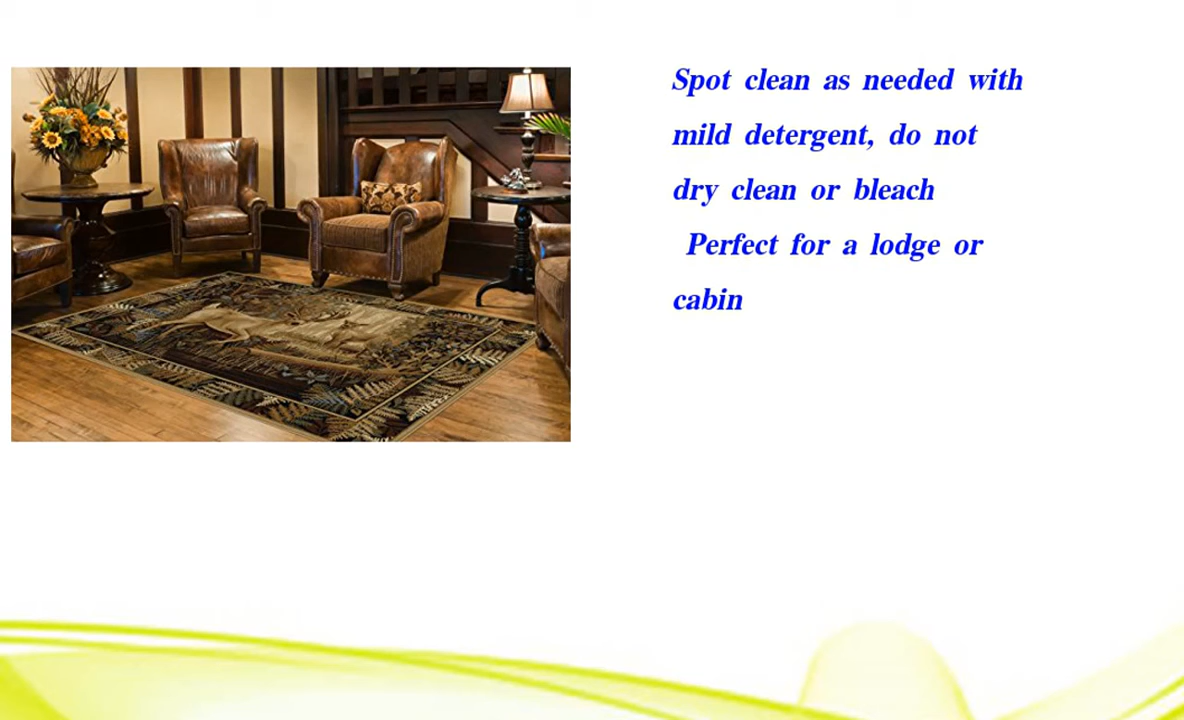 Spot clean as needed with
mild detergent, do not
dry clean or bleach
Perfect for a lodge or
cabin